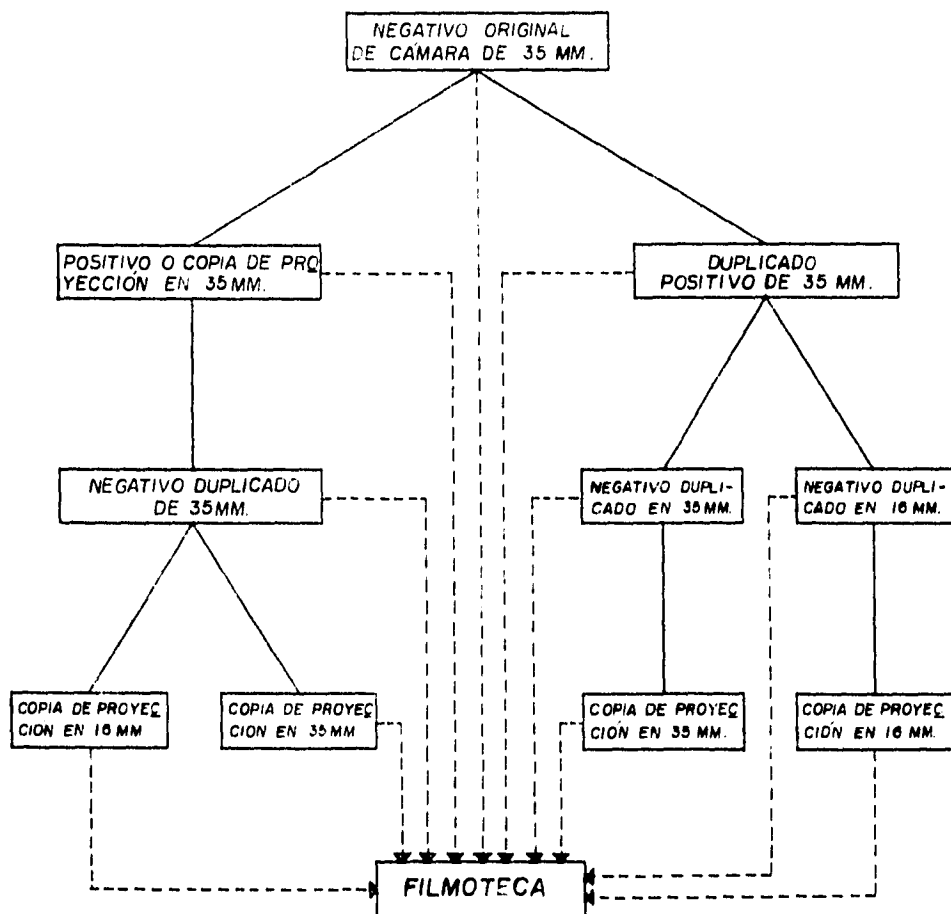 NEGATIVO ORIGINAL
DE CÁMARA DE 35 MM.
POSITIVO O COPIA DE PRO
YECCIÓN EN 35 MM.
DUPLICADO
POSITIVO DE 35 MM.
NEGATIVO DUPLICADO
DE 35 MM.
NEGATIVO DUPLI-
CADO EN 35 MM.
NEGATIVO DUPLI-
CADO EN 16 MM.
COPIA DE PROYEC
CION EN 16 MM
COPIA DE PROYEC
CION EN 35 MM
COPIA DE PROYEC
CIÓN EN 35 MM.
COPIA DE PROYEC
CIÓN EN 16 MM.
FILMOTECA